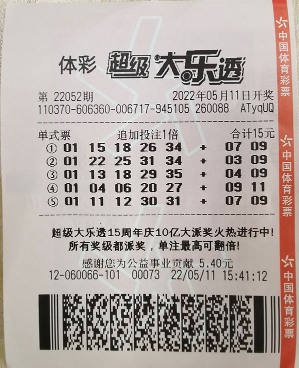 体彩 超级大乐透
第 22052期 2022年05月11日开奖
110370-606360-006717-945105 260088 ATyqUQ
单式票 追加投注1倍 合计15元
① 01 15 18 26 34 + 07 09
② 01 22 25 31 34 + 03 09
③ 01 13 18 29 35 + 04 09
④ 01 04 06 20 27 + 09 11
⑤ 01 10 12 31 34 + 07 09
超级大乐透15周年庆10亿大派奖火热进行中!
所有奖级都派奖,单注最高可翻倍!
感谢您为公益事业贡献 5.40元
12-060066-101 00073 22/05/11 15:41:12
中国体育彩票
中国体育彩票
中国体育彩票